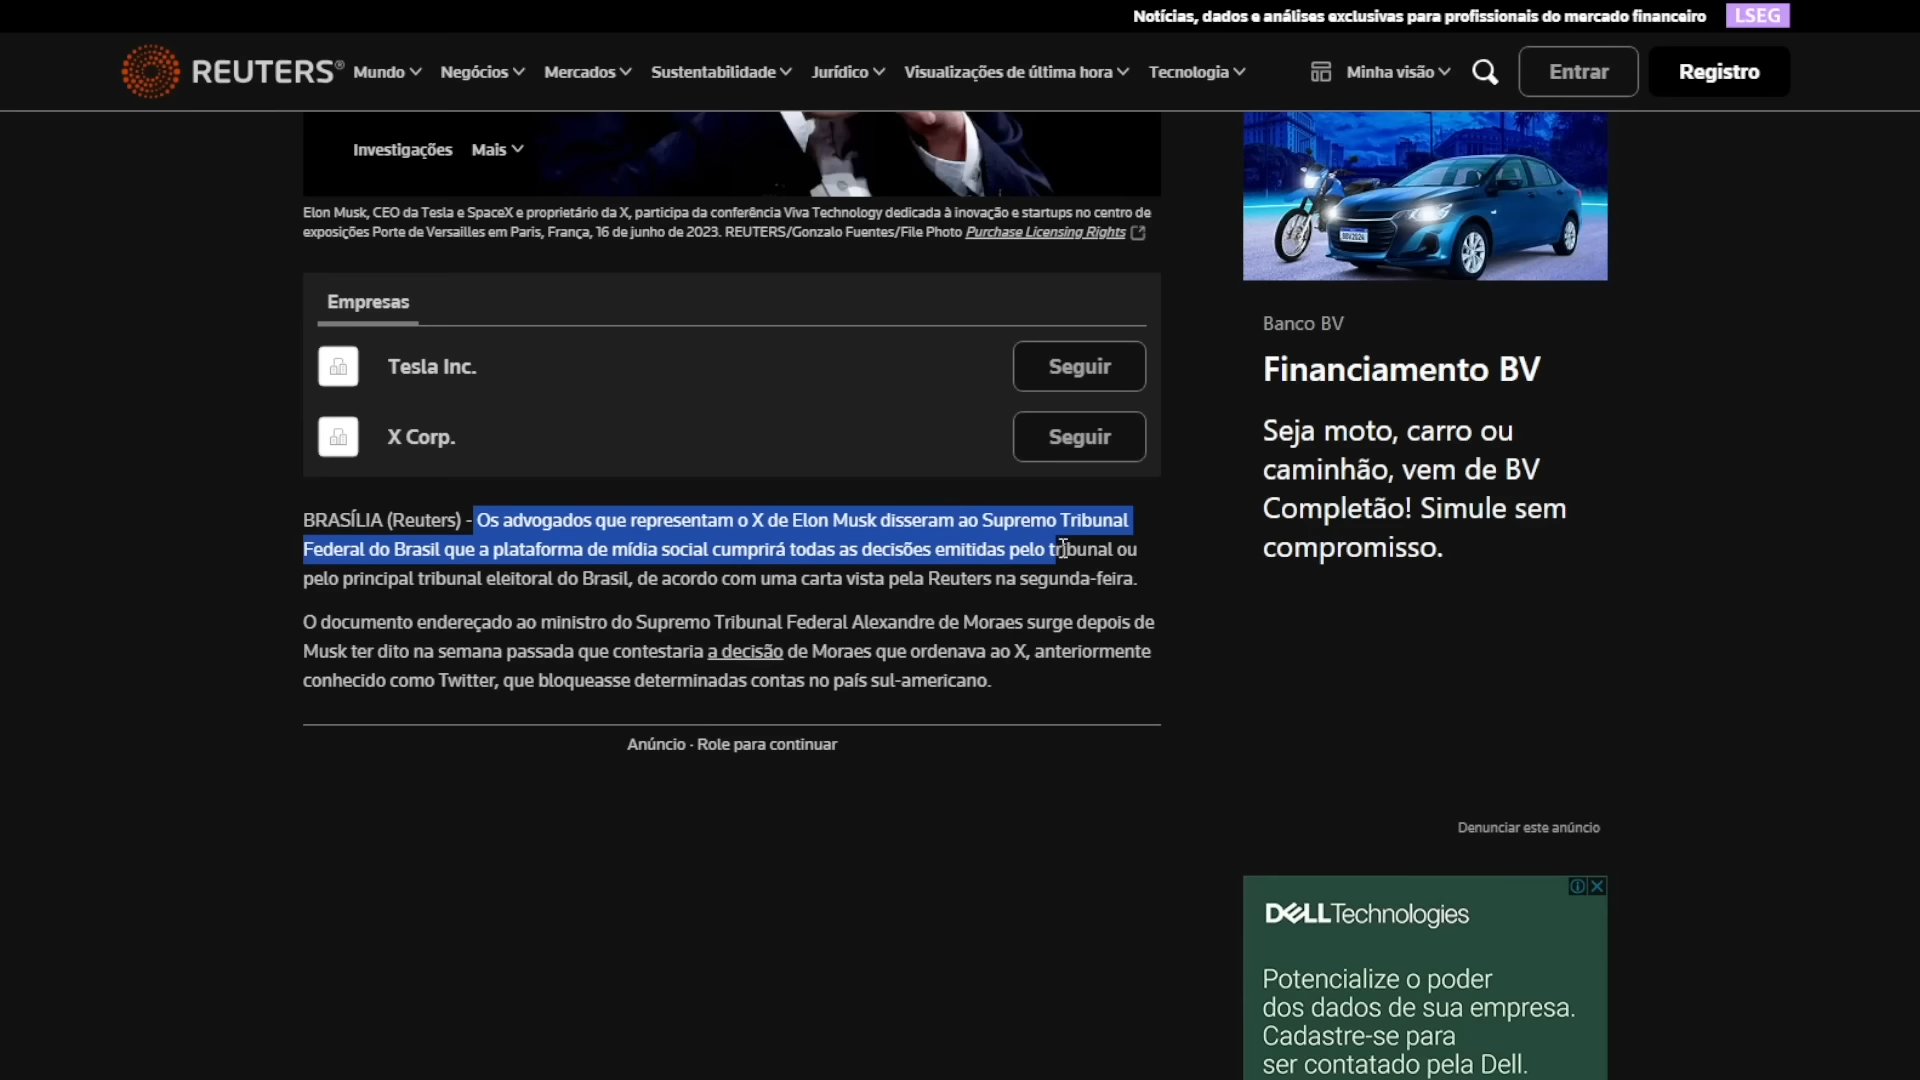 Notícias, dados e análises exclusivas para profissionais do mercado financeiro LSEG
REUTERS® Mundo Negócios Mercados Sustentabilidade Jurídico Visualizações de última hora Tecnologia Minha visão Entrar Registro
Investigações Mais
Elon Musk, CEO da Tesla e SpaceX e proprietário da X, participa da conferência Viva Technology dedicada à inovação e startups no centro de
exposições Porte de Versailles em Paris, França, 16 de junho de 2023. REUTERS/Gonzalo Fuentes/File Photo Purchase Licensing Rights
Empresas
Tesla Inc. Seguir
X Corp. Seguir
BRASÍLIA (Reuters) - Os advogados que representam o X de Elon Musk disseram ao Supremo Tribunal
Federal do Brasil que a plataforma de mídia social cumprirá todas as decisões emitidas pelo tribunal ou
pelo principal tribunal eleitoral do Brasil, de acordo com uma carta vista pela Reuters na segunda-feira.
O documento endereçado ao ministro do Supremo Tribunal Federal Alexandre de Moraes surge depois de
Musk ter dito na semana passada que contestaria a decisão de Moraes que ordenava ao X, anteriormente
conhecido como Twitter, que bloqueasse determinadas contas no país sul-americano.
Anúncio · Role para continuar
Banco BV
Financiamento BV
Seja moto, carro ou
caminhão, vem de BV
Completão! Simule sem
compromisso.
Denunciar este anúncio
DELLTechnologies
Potencialize o poder
dos dados de sua empresa.
Cadastre-se para
ser contatado pela Dell.